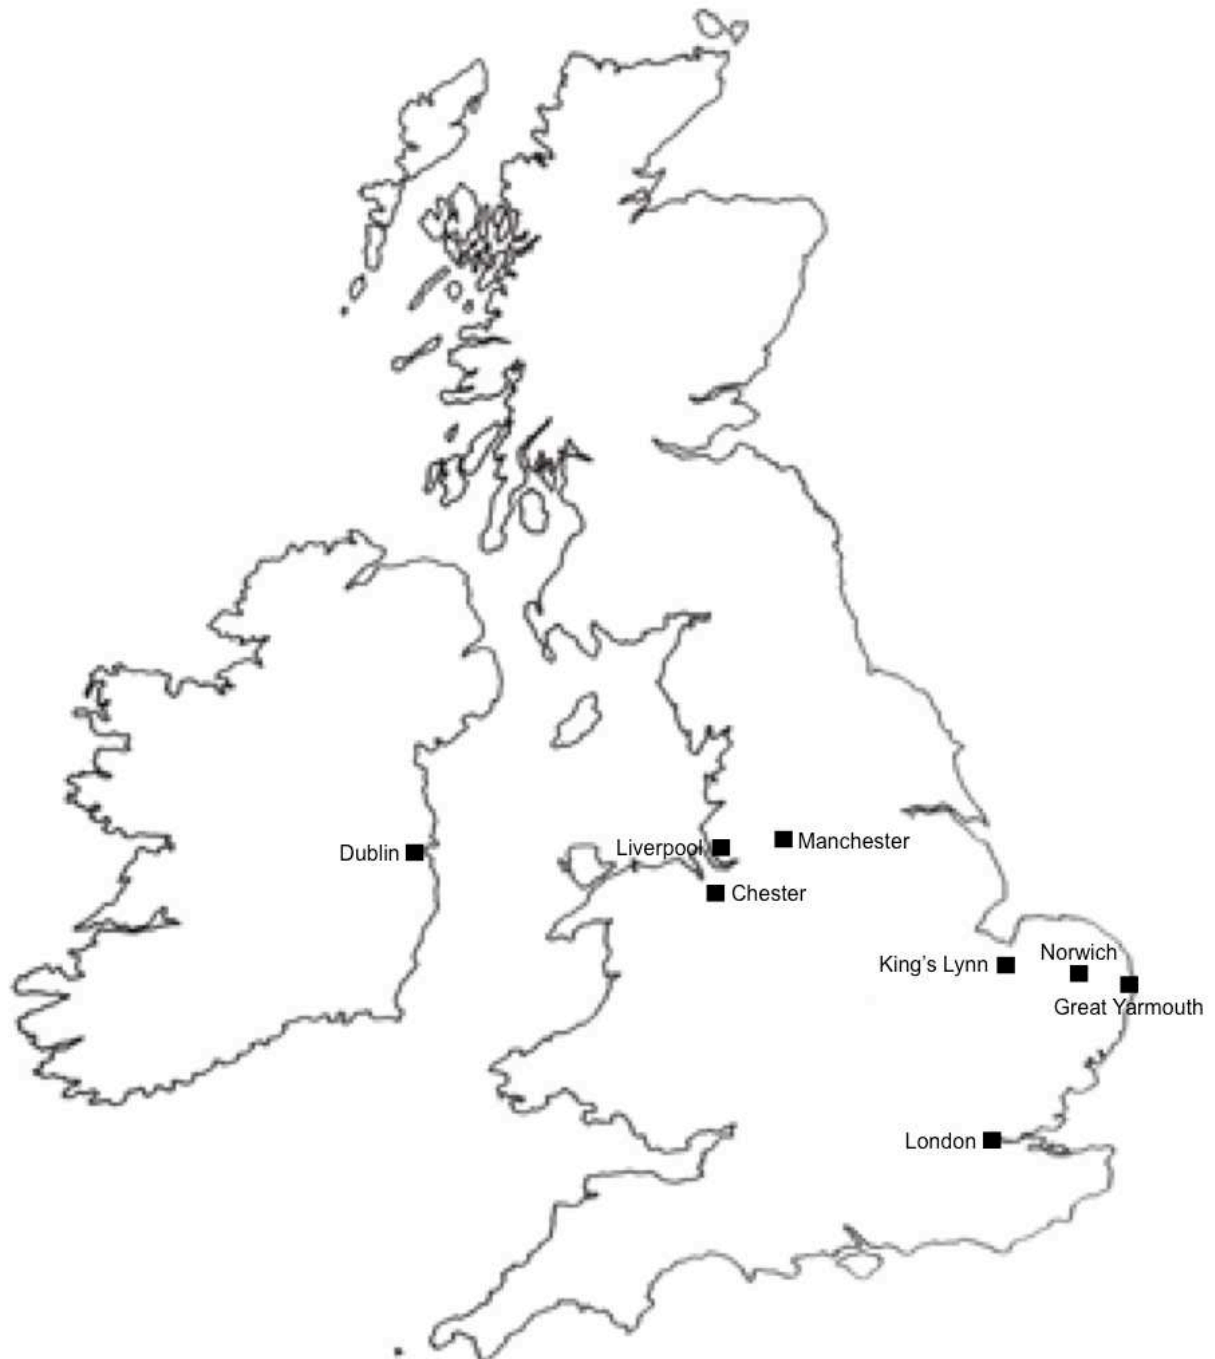 Manchester
Liverpool
Dublin
Chester
Norwich
King's Lynn
Great Yarmouth
London